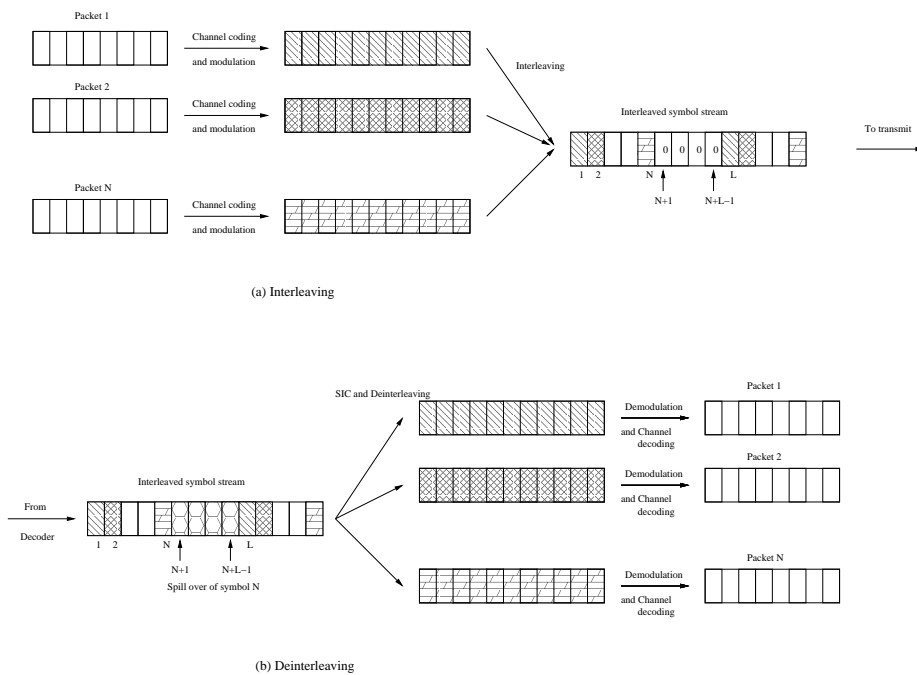 Packet 1
Channel coding
and modulation
Packet 2
Channel coding
and modulation
Interleaving
Interleaved symbol stream
To transmit
0 0 0 0
1 2 N L
N+1 N+L−1
Packet N
Channel coding
and modulation
(a) Interleaving
SIC and Deinterleaving
Packet 1
Demodulation
and Channel
decoding
Packet 2
Demodulation
and Channel
decoding
Interleaved symbol stream
From
Decoder
1 2 N L
N+1 N+L−1
Spill over of symbol N
Packet N
Demodulation
and Channel
decoding
(b) Deinterleaving